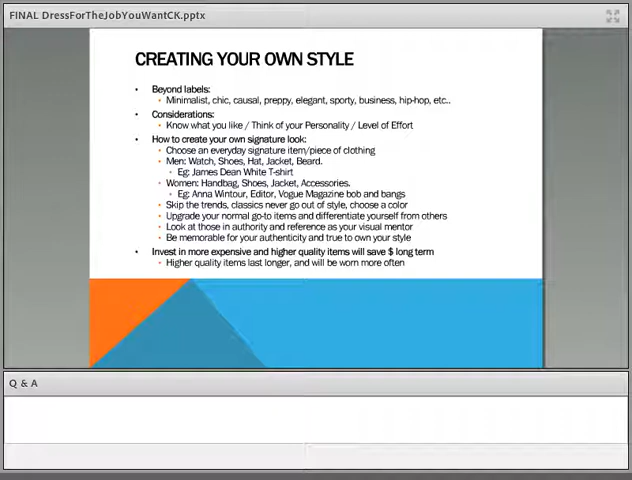 FINAL DressForTheJobYouWantCK.pptx
CREATING YOUR OWN STYLE
• Beyond labels:
• Minimalist, chic, causal, preppy, elegant, sporty, business, hip-hop, etc..
• Considerations:
• Know what you like / Think of your Personality / Level of Effort
• How to create your own signature look:
• Choose an everyday signature item/piece of clothing
• Men: Watch, Shoes, Hat, Jacket, Beard.
• Eg: James Dean White T-shirt
• Women: Handbag, Shoes, Jacket, Accessories.
• Eg: Anna Wintour, Editor, Vogue Magazine bob and bangs
• Skip the trends, classics never go out of style, choose a color
• Upgrade your normal go-to items and differentiate yourself from others
• Look at those in authority and reference as your visual mentor
• Be memorable for your authenticity and true to own your style
• Invest in more expensive and higher quality items will save $ long term
• Higher quality items last longer, and will be worn more often
Q & A